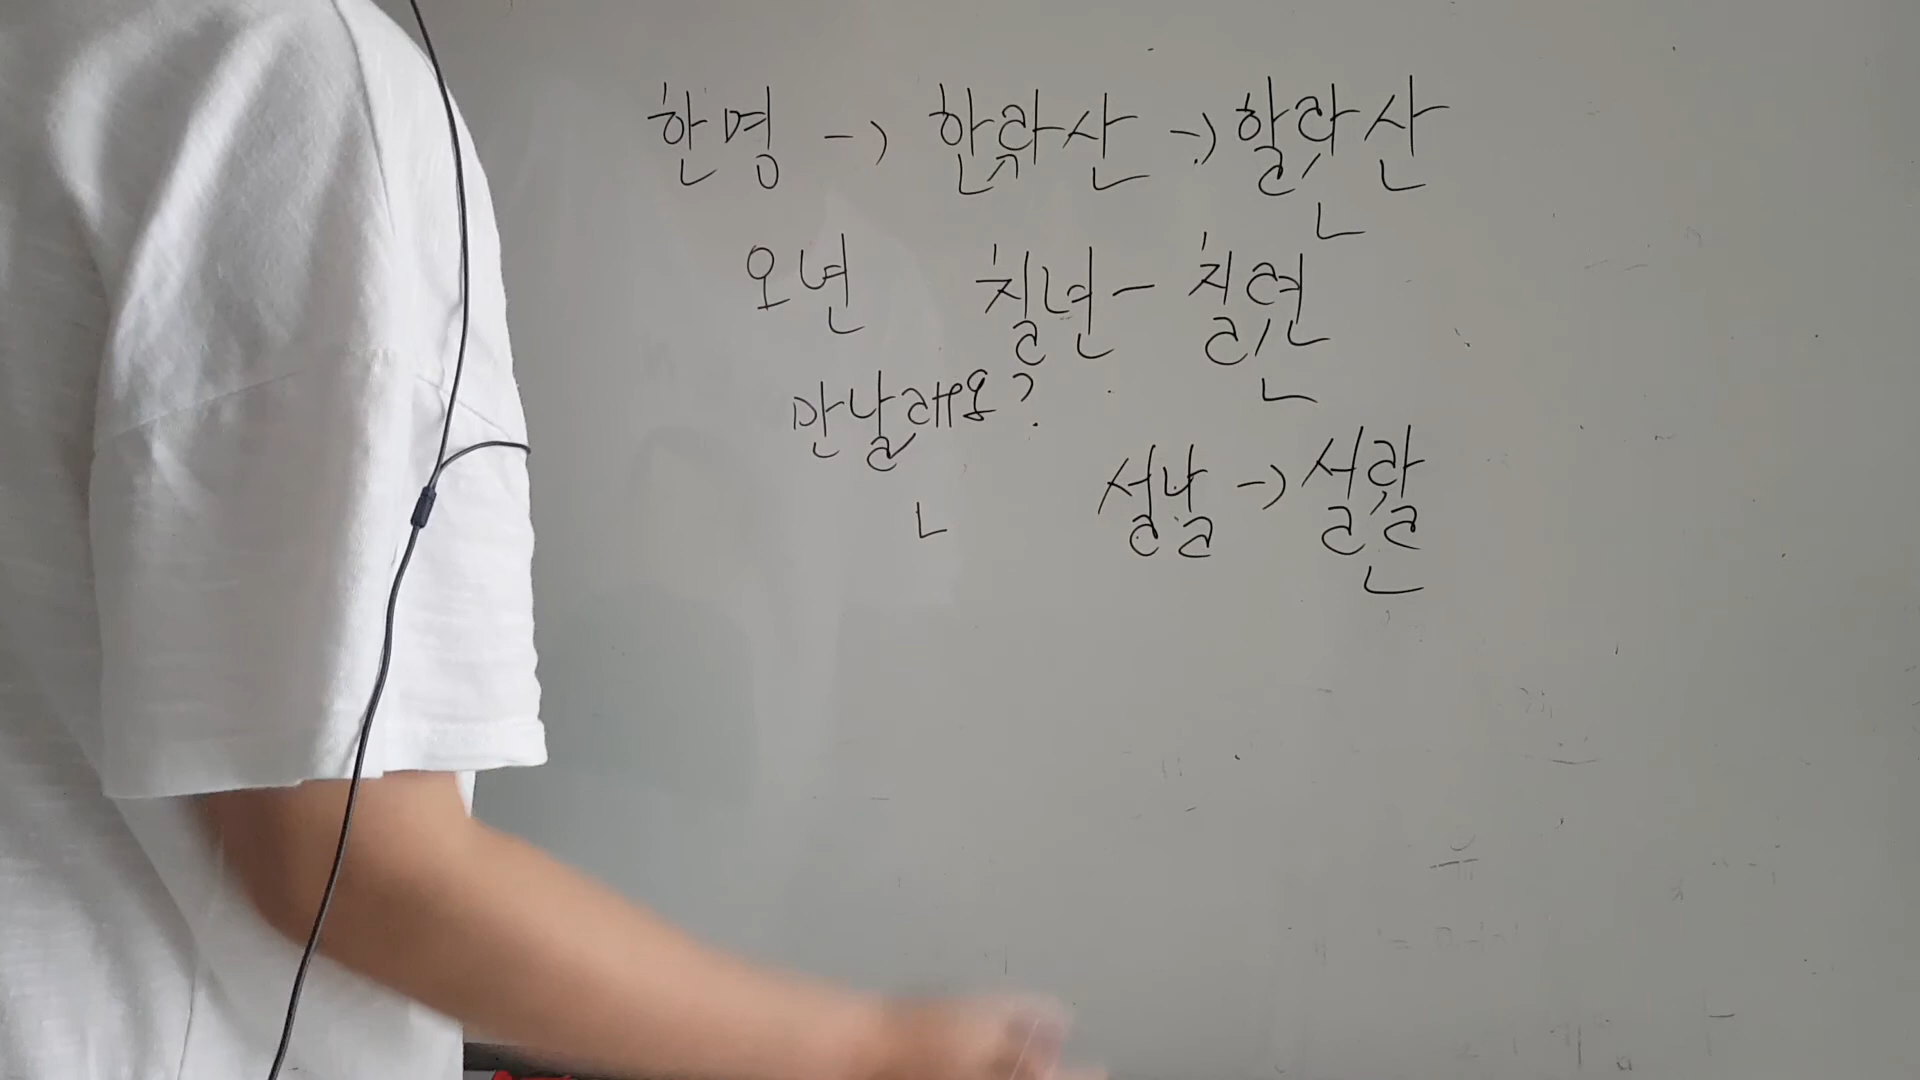 한명 -> 한라산 -> 할란산
ㄴ
오년 칠년 - 칠련
ㄴ
만날래요?
ㄴ
설날 -> 설랄
ㄴ